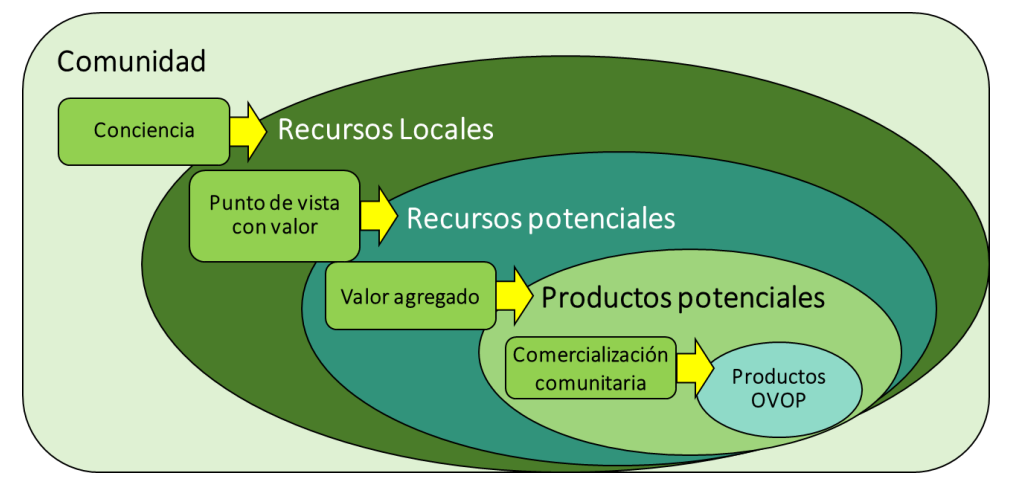 Comunidad
Conciencia
Recursos Locales
Punto de vista
con valor
Recursos potenciales
Valor agregado
Productos potenciales
Comercialización
comunitaria
Productos
OVOP